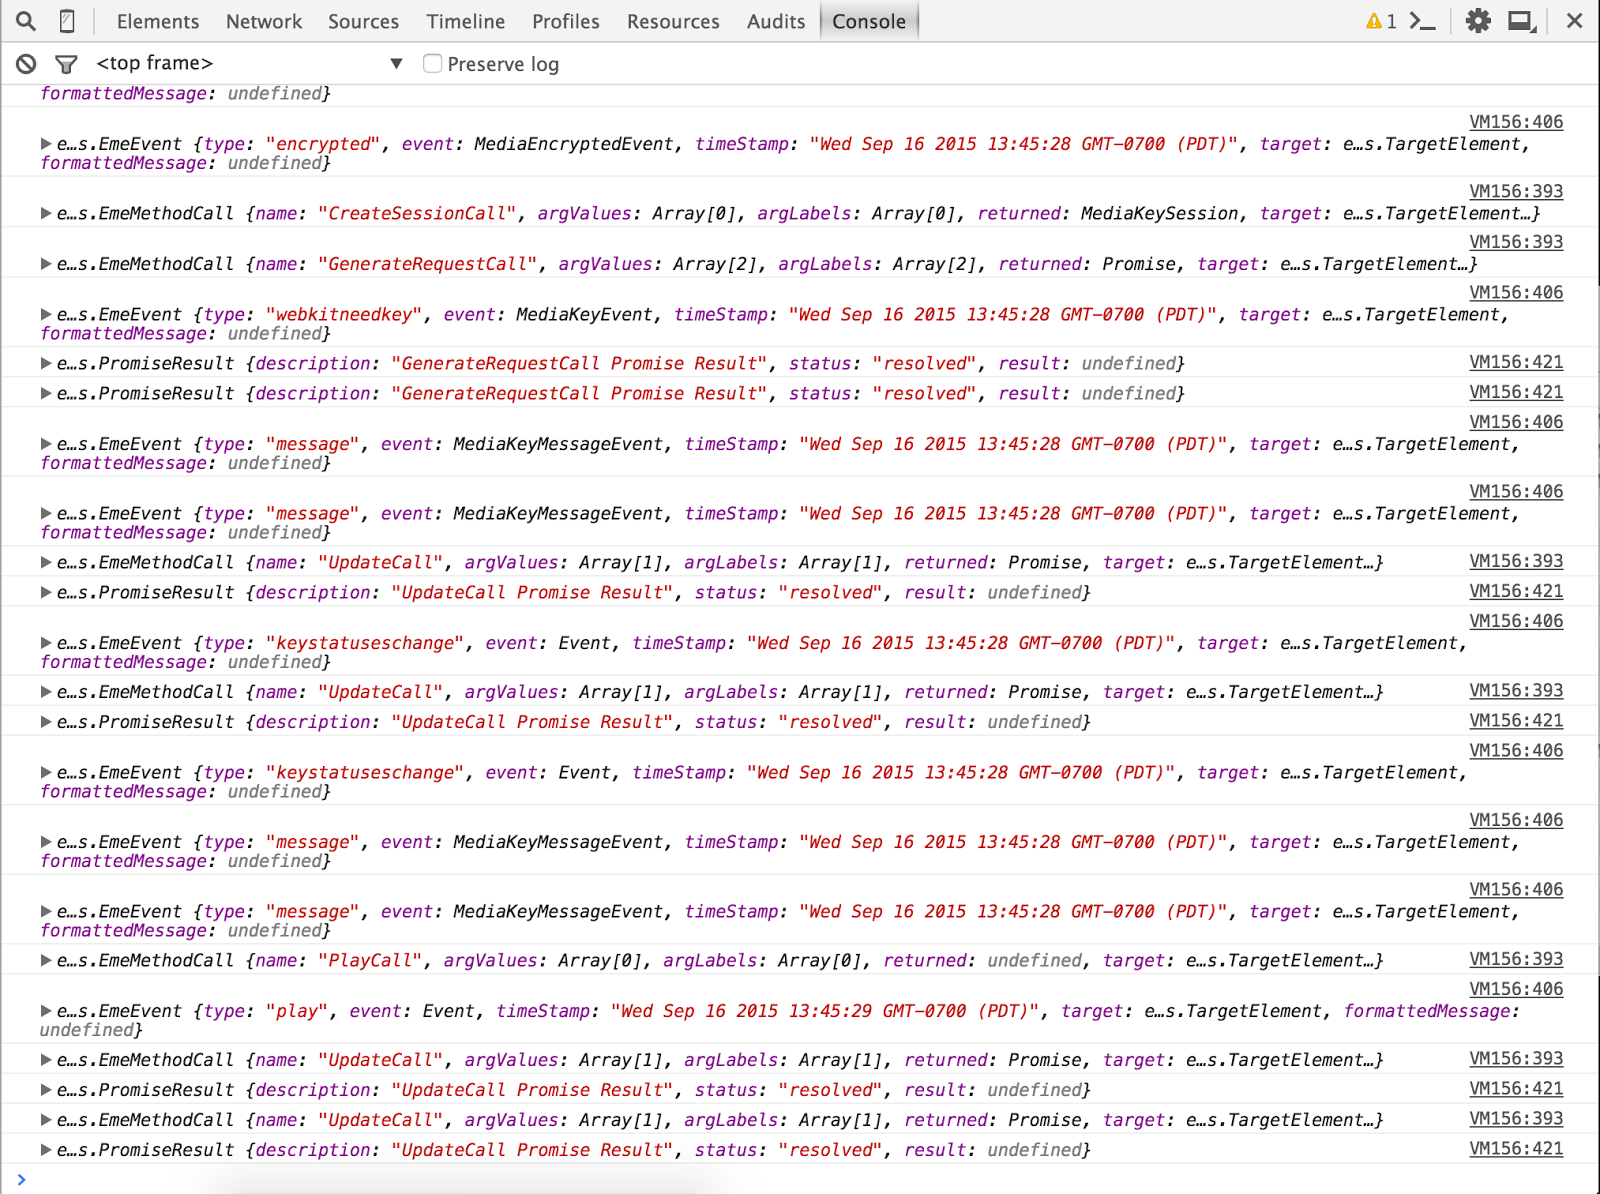 Elements Network Sources Timeline Profiles Resources Audits Console 1
<top frame> ▼ Preserve log
formattedMessage: undefined}
VM156:406
▶e…s.EmeEvent {type: "encrypted", event: MediaEncryptedEvent, timeStamp: "Wed Sep 16 2015 13:45:28 GMT-0700 (PDT)", target: e…s.TargetElement,
formattedMessage: undefined}
VM156:393
▶e…s.EmeMethodCall {name: "CreateSessionCall", argValues: Array[0], argLabels: Array[0], returned: MediaKeySession, target: e…s.TargetElement…}
VM156:393
▶e…s.EmeMethodCall {name: "GenerateRequestCall", argValues: Array[2], argLabels: Array[2], returned: Promise, target: e…s.TargetElement…}
VM156:406
▶e…s.EmeEvent {type: "webkitneedkey", event: MediaKeyEvent, timeStamp: "Wed Sep 16 2015 13:45:28 GMT-0700 (PDT)", target: e…s.TargetElement,
formattedMessage: undefined}
▶e…s.PromiseResult {description: "GenerateRequestCall Promise Result", status: "resolved", result: undefined} VM156:421
▶e…s.PromiseResult {description: "GenerateRequestCall Promise Result", status: "resolved", result: undefined} VM156:421
VM156:406
▶e…s.EmeEvent {type: "message", event: MediaKeyMessageEvent, timeStamp: "Wed Sep 16 2015 13:45:28 GMT-0700 (PDT)", target: e…s.TargetElement,
formattedMessage: undefined}
VM156:406
▶e…s.EmeEvent {type: "message", event: MediaKeyMessageEvent, timeStamp: "Wed Sep 16 2015 13:45:28 GMT-0700 (PDT)", target: e…s.TargetElement,
formattedMessage: undefined}
▶e…s.EmeMethodCall {name: "UpdateCall", argValues: Array[1], argLabels: Array[1], returned: Promise, target: e…s.TargetElement…} VM156:393
▶e…s.PromiseResult {description: "UpdateCall Promise Result", status: "resolved", result: undefined} VM156:421
VM156:406
▶e…s.EmeEvent {type: "keystatuseschange", event: Event, timeStamp: "Wed Sep 16 2015 13:45:28 GMT-0700 (PDT)", target: e…s.TargetElement,
formattedMessage: undefined}
▶e…s.EmeMethodCall {name: "UpdateCall", argValues: Array[1], argLabels: Array[1], returned: Promise, target: e…s.TargetElement…} VM156:393
▶e…s.PromiseResult {description: "UpdateCall Promise Result", status: "resolved", result: undefined} VM156:421
VM156:406
▶e…s.EmeEvent {type: "keystatuseschange", event: Event, timeStamp: "Wed Sep 16 2015 13:45:28 GMT-0700 (PDT)", target: e…s.TargetElement,
formattedMessage: undefined}
VM156:406
▶e…s.EmeEvent {type: "message", event: MediaKeyMessageEvent, timeStamp: "Wed Sep 16 2015 13:45:28 GMT-0700 (PDT)", target: e…s.TargetElement,
formattedMessage: undefined}
VM156:406
▶e…s.EmeEvent {type: "message", event: MediaKeyMessageEvent, timeStamp: "Wed Sep 16 2015 13:45:28 GMT-0700 (PDT)", target: e…s.TargetElement,
formattedMessage: undefined}
▶e…s.EmeMethodCall {name: "PlayCall", argValues: Array[0], argLabels: Array[0], returned: undefined, target: e…s.TargetElement…} VM156:393
VM156:406
▶e…s.EmeEvent {type: "play", event: Event, timeStamp: "Wed Sep 16 2015 13:45:29 GMT-0700 (PDT)", target: e…s.TargetElement, formattedMessage:
undefined}
▶e…s.EmeMethodCall {name: "UpdateCall", argValues: Array[1], argLabels: Array[1], returned: Promise, target: e…s.TargetElement…} VM156:393
▶e…s.PromiseResult {description: "UpdateCall Promise Result", status: "resolved", result: undefined} VM156:421
▶e…s.EmeMethodCall {name: "UpdateCall", argValues: Array[1], argLabels: Array[1], returned: Promise, target: e…s.TargetElement…} VM156:393
▶e…s.PromiseResult {description: "UpdateCall Promise Result", status: "resolved", result: undefined} VM156:421